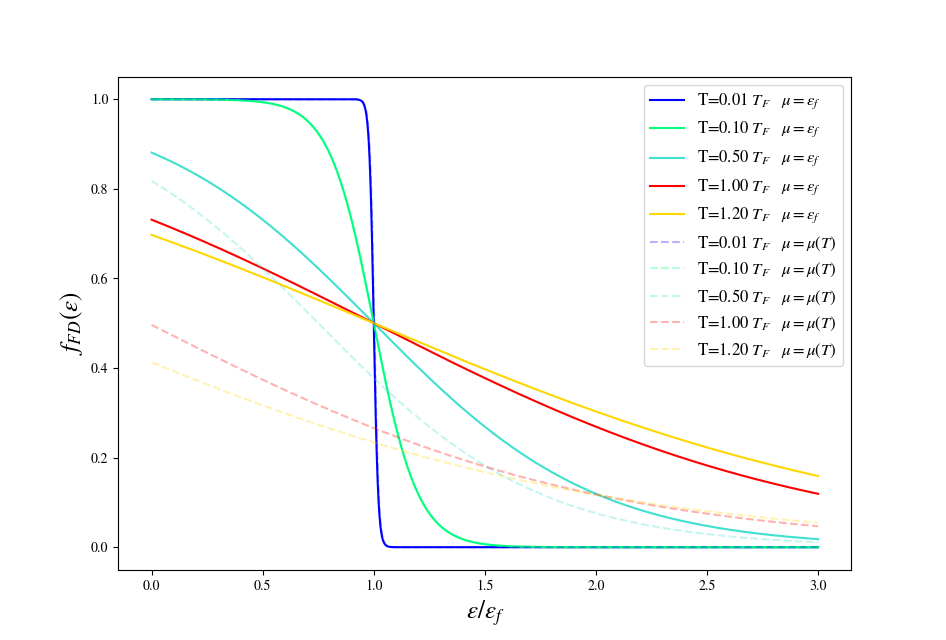 T=0.01 T_F μ = ε_f
T=0.10 T_F μ = ε_f
T=0.50 T_F μ = ε_f
T=1.00 T_F μ = ε_f
T=1.20 T_F μ = ε_f
T=0.01 T_F μ = μ(T)
T=0.10 T_F μ = μ(T)
T=0.50 T_F μ = μ(T)
T=1.00 T_F μ = μ(T)
T=1.20 T_F μ = μ(T)
1.0
0.8
0.6
0.4
0.2
0.0
f_{FD}(ε)
0.0 0.5 1.0 1.5 2.0 2.5 3.0
ε/ε_f